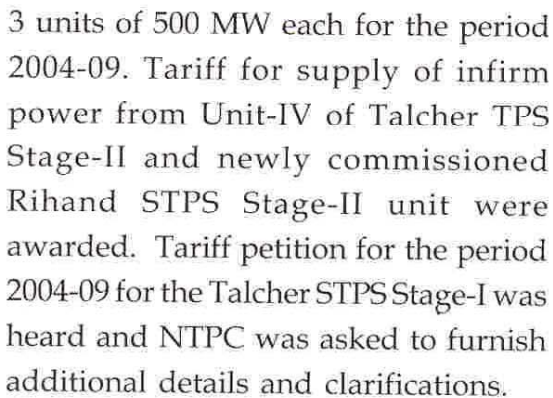 3 units of 500 MW each for the period
2004-09. Tariff for supply of infirm
power from Unit-IV of Talcher TPS
Stage-II and newly commissioned
Rihand STPS Stage-II unit were
awarded. Tariff petition for the period
2004-09 for the Talcher STPS Stage-I was
heard and NTPC was asked to furnish
additional details and clarifications.